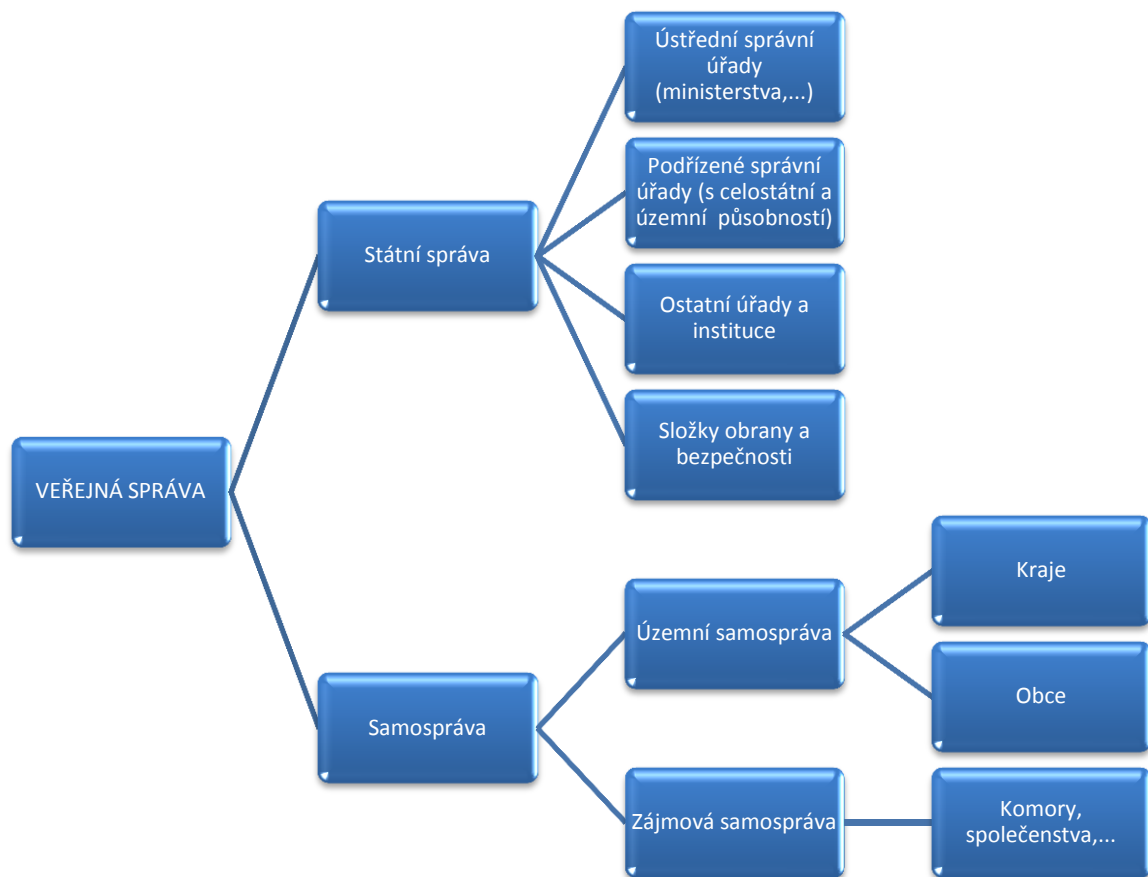 Ústřední správní
úřady
(ministerstva,...)
Podřízené správní
úřady (s celostátní a
územní  působností)
Státní správa
Ostatní úřady a
instituce
Složky obrany a
bezpečnosti
VEŘEJNÁ SPRÁVA
Kraje
Územní samospráva
Obce
Samospráva
Zájmová samospráva
Komory,
společenstva,...